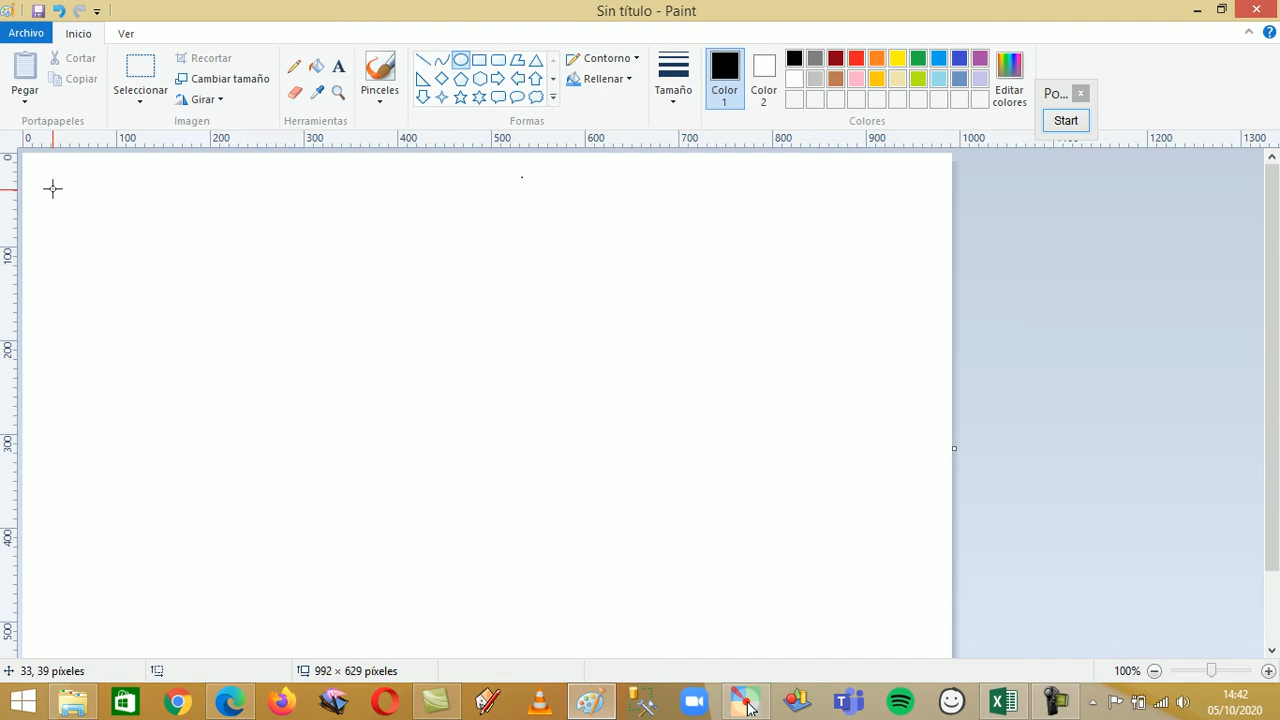 Sin título - Paint
Archivo Inicio Ver
Pegar
Cortar
Copiar
Portapapeles
Seleccionar
Recortar
Cambiar tamaño
Girar
Imagen
A
Herramientas
Pinceles
Contorno
Rellenar
Formas
Tamaño
Color 1
Color 2
Editar colores
Colores
Po...
Start
0 100 200 300 400 500 600 700 800 900 1000 1200 1300
0
100
200
300
400
500
33, 39 píxeles
992 × 629 píxeles
100%
14:42
05/10/2020